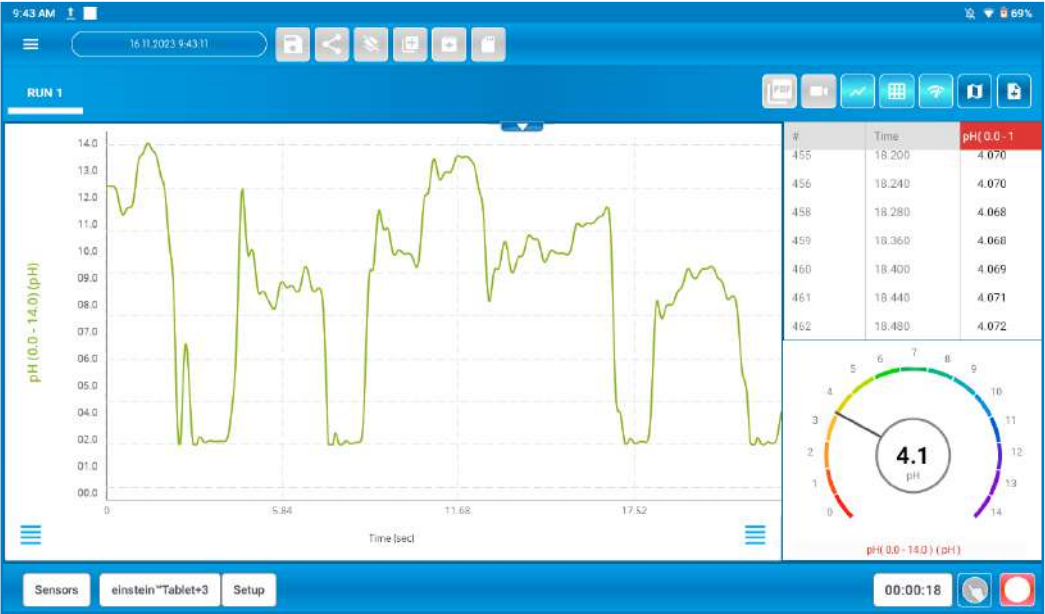 9:43 AM 69%
16.11.2023 9:43:11
RUN 1
PDF
14.0
13.0
12.0
11.0
10.0
09.0
08.0
07.0
06.0
05.0
04.0
02.0
01.0
00.0
pH (0.0 - 14.0) (pH)
0 5.84 11.68 17.52
Time (sec)
# Time pH( 0.0 - 1
455 18.200 4.070
456 18.240 4.070
458 18.280 4.068
459 18.360 4.068
460 18.400 4.069
461 18.440 4.071
462 18.480 4.072
0 1 2 3 4 5 6 7 8 9 10 11 12 13 14
4.1
pH
pH( 0.0 - 14.0 ) ( pH )
Sensors einstein™Tablet+3 Setup 00:00:18